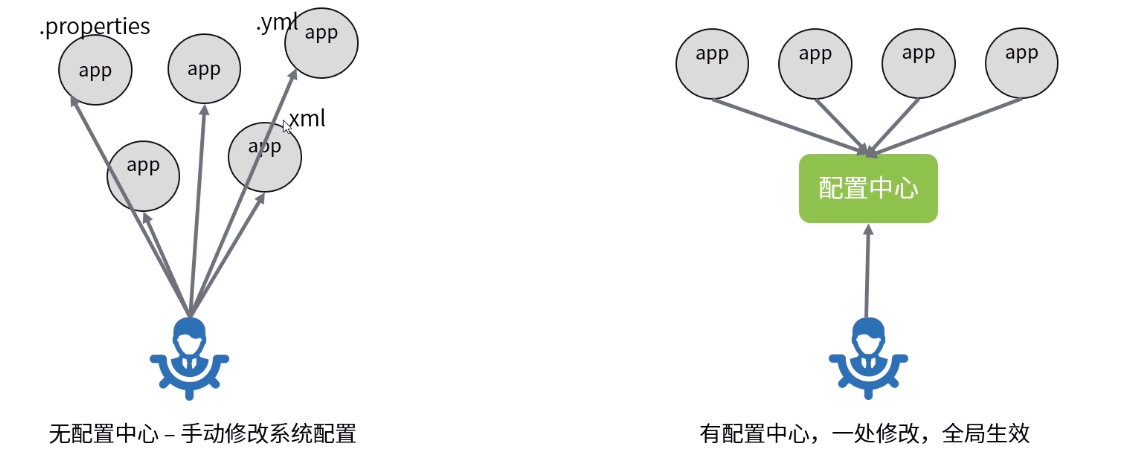 .properties
.yml
app
app
app
xml
app
app
app
app
app
app
配置中心
无配置中心 – 手动修改系统配置
有配置中心，一处修改，全局生效